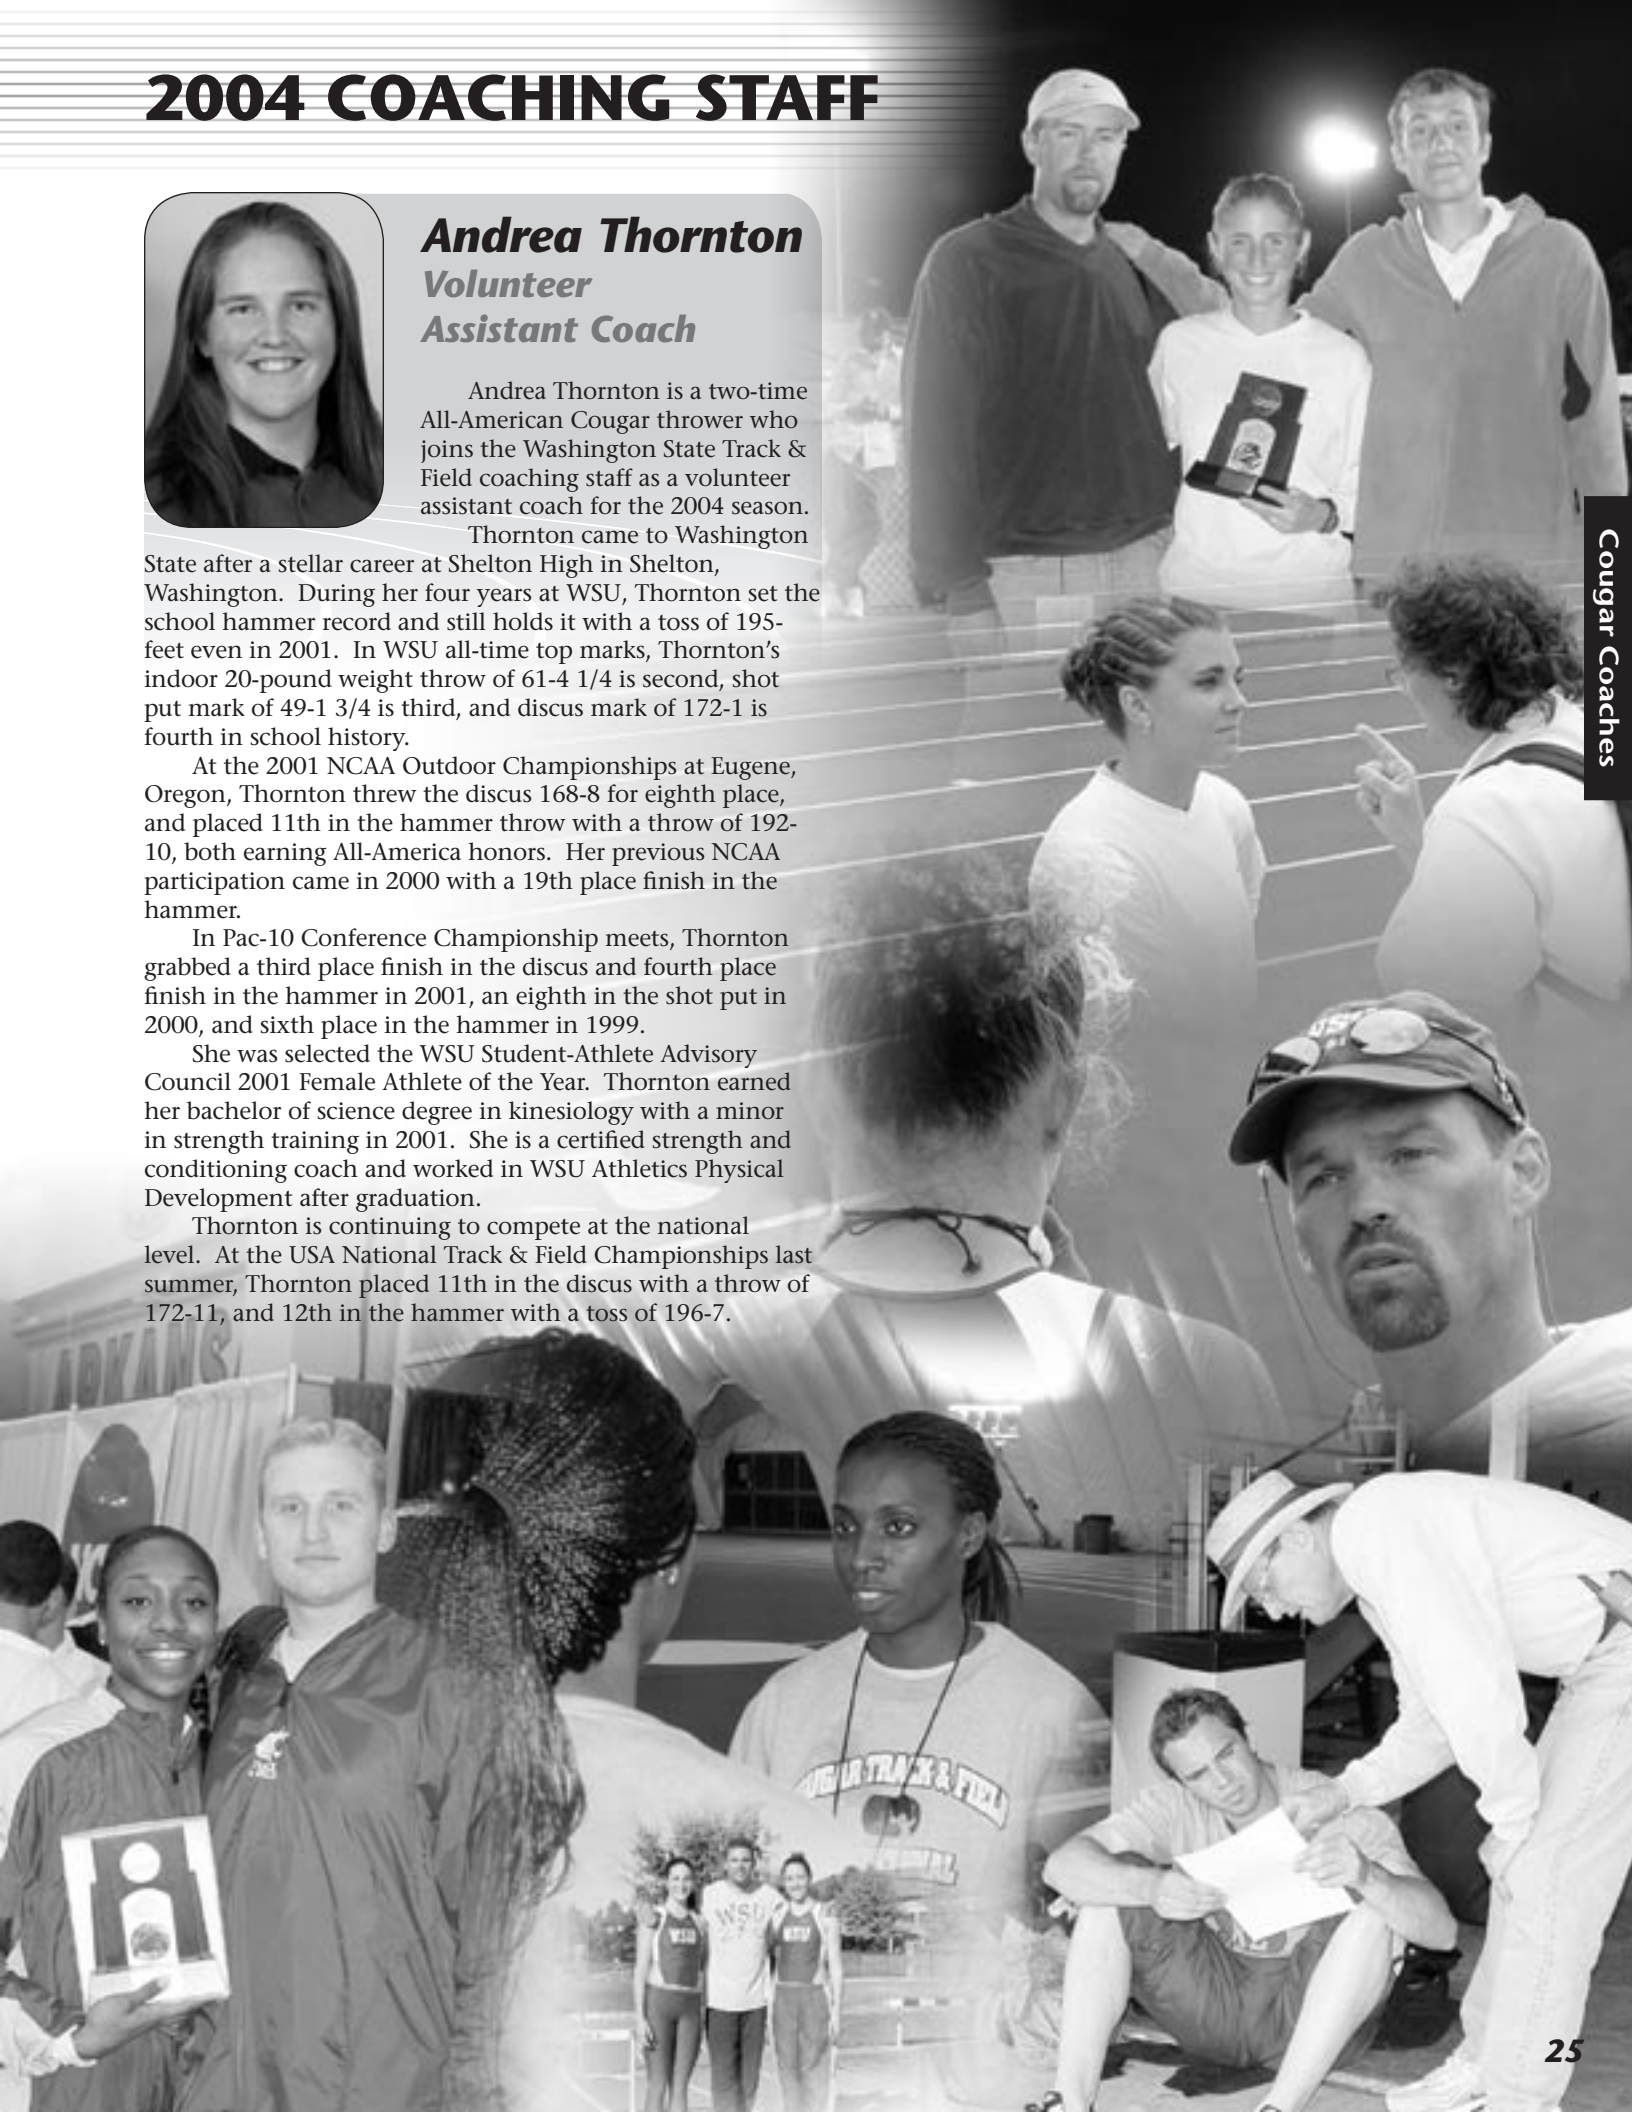 2004 COACHING STAFF
Andrea Thornton
Volunteer
Assistant Coach
Andrea Thornton is a two-time
All-American Cougar thrower who
joins the Washington State Track &
Field coaching staff as a volunteer
assistant coach for the 2004 season.
Thornton came to Washington
State after a stellar career at Shelton High in Shelton,
Washington.  During her four years at WSU, Thornton set the
school hammer record and still holds it with a toss of 195-
feet even in 2001.  In WSU all-time top marks, Thornton's
indoor 20-pound weight throw of 61-4 1/4 is second, shot
put mark of 49-1 3/4 is third, and discus mark of 172-1 is
fourth in school history.
At the 2001 NCAA Outdoor Championships at Eugene,
Oregon, Thornton threw the discus 168-8 for eighth place,
and placed 11th in the hammer throw with a throw of 192-
10, both earning All-America honors.  Her previous NCAA
participation came in 2000 with a 19th place finish in the
hammer.
In Pac-10 Conference Championship meets, Thornton
grabbed a third place finish in the discus and fourth place
finish in the hammer in 2001, an eighth in the shot put in
2000, and sixth place in the hammer in 1999.
She was selected the WSU Student-Athlete Advisory
Council 2001 Female Athlete of the Year.  Thornton earned
her bachelor of science degree in kinesiology with a minor
in strength training in 2001.  She is a certified strength and
conditioning coach and worked in WSU Athletics Physical
Development after graduation.
Thornton is continuing to compete at the national
level.  At the USA National Track & Field Championships last
summer, Thornton placed 11th in the discus with a throw of
172-11, and 12th in the hammer with a toss of 196-7.
Cougar Coaches
ARKANS
TRACK & FIELD
WSU
WSU
WSU
25